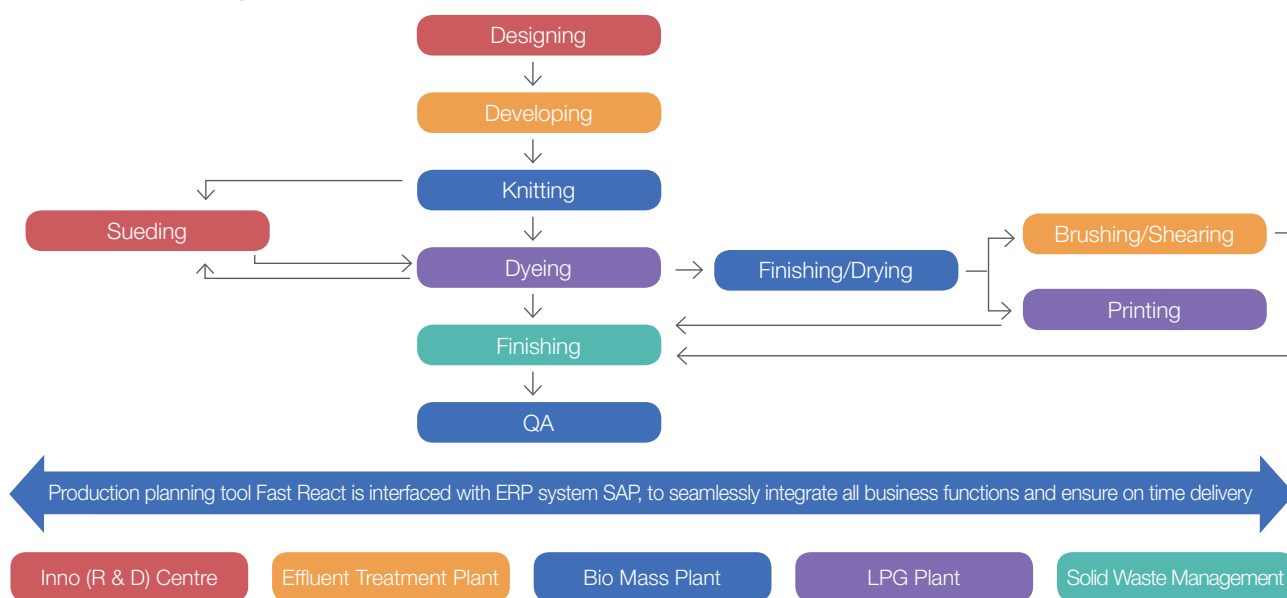 Designing
Developing
Knitting
Sueding
Brushing/Shearing
Dyeing
Finishing/Drying
Printing
Finishing
QA
Production planning tool Fast React is interfaced with ERP system SAP, to seamlessly integrate all business functions and ensure on time delivery
Inno (R & D) Centre
Effluent Treatment Plant
Bio Mass Plant
LPG Plant
Solid Waste Management